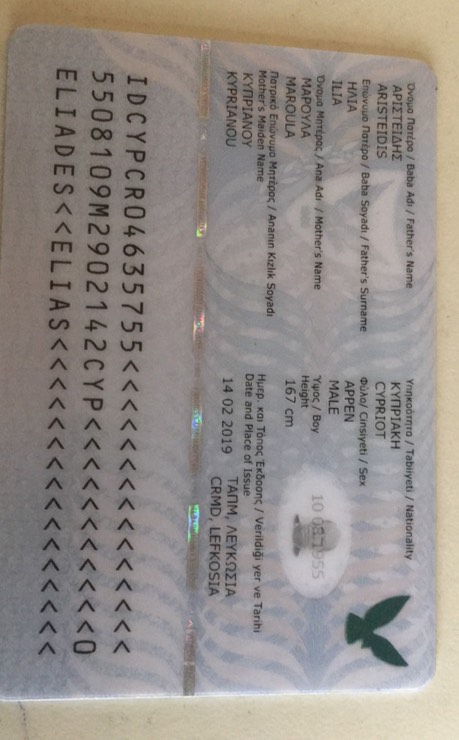 Όνομα Πατέρα / Baba Adı / Father's Name
ΑΡΙΣΤΕΙΔΗΣ
ARISTEIDIS
Επώνυμο Πατέρα / Baba Soyadı / Father's Surname
ΗΛΙΑ
ILIA
Όνομα Μητέρας / Ana Adı / Mother's Name
ΜΑΡΟΥΛΑ
MAROULA
Πατρικό Επώνυμο Μητέρας / Ananın Kızlık Soyadı
Mother's Maiden Name
ΚΥΠΡΙΑΝΟΥ
KYPRIANOU
Υπηκοότητα / Tabiiyeti / Nationality
ΚΥΠΡΙΑΚΗ
CYPRIOT
Φύλο/ Cinsiyeti / Sex
ΑΡΡΕΝ
MALE
Ύψος / Boy
Height
167 cm
Ημερ. και Τόπος Έκδοσης / Verildiği yer ve Tarihi
Date and Place of Issue
14 02 2019
ΤΑΠΜ, ΛΕΥΚΩΣΙΑ
CRMD, LEFKOSIA
IDCYPCR04635755<<<<<<<<<<<<<<<
5508109M2902142CYP<<<<<<<<<<<0
ELIADES<<ELIAS<<<<<<<<<<<<<<<<